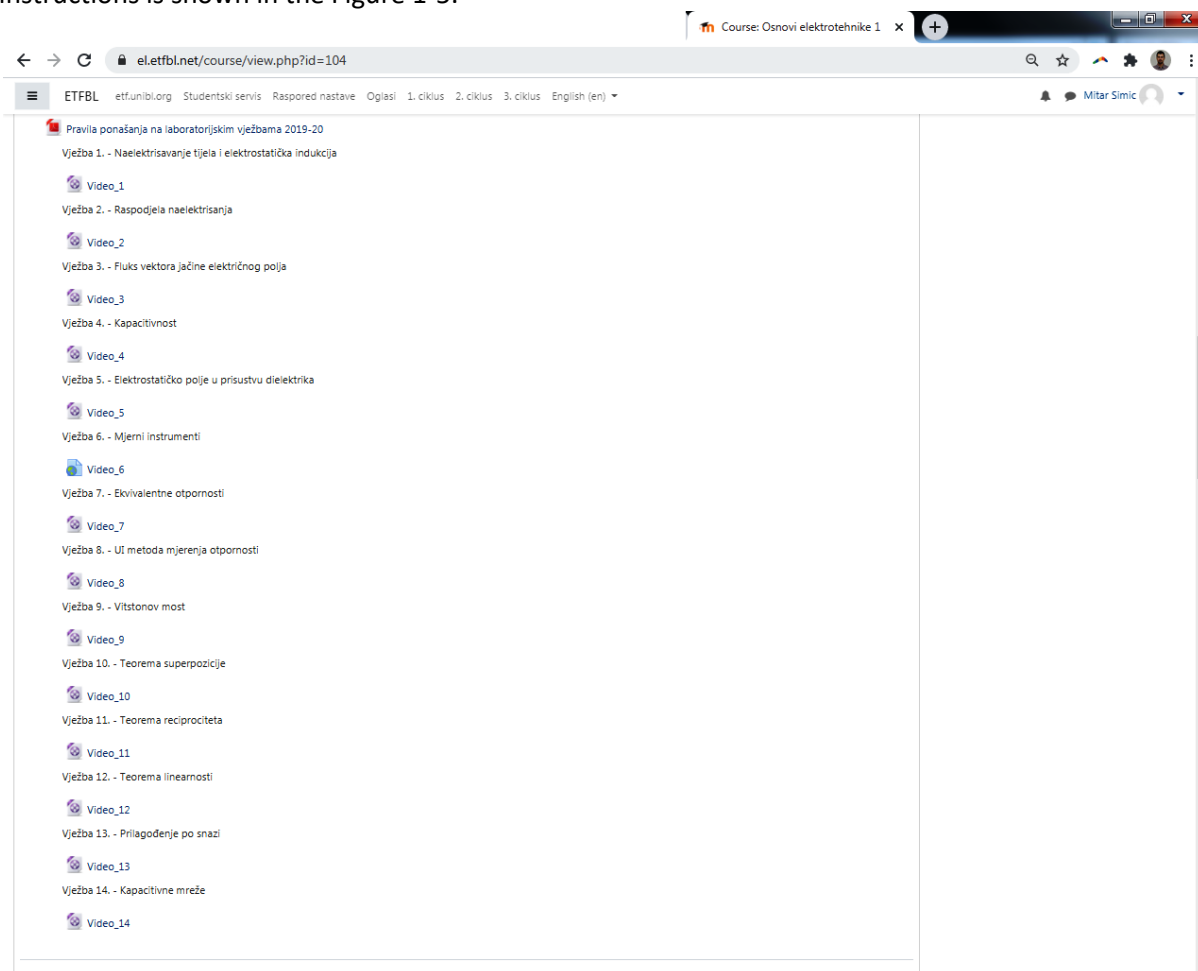 instructions is shown in the Figure 1-3.
Course: Osnovi elektrotehnike 1
el.etfbl.net/course/view.php?id=104
ETFBL etf.unibl.org Studentski servis Raspored nastave Oglasi 1. ciklus 2. ciklus 3. ciklus English (en) Mitar Simic
Pravila ponašanja na laboratorijskim vježbama 2019-20
Vježba 1. - Naelektrisavanje tijela i elektrostatička indukcija
Video_1
Vježba 2. - Raspodjela naelektrisanja
Video_2
Vježba 3. - Fluks vektora jačine električnog polja
Video_3
Vježba 4. - Kapacitivnost
Video_4
Vježba 5. - Elektrostatičko polje u prisustvu dielektrika
Video_5
Vježba 6. - Mjerni instrumenti
Video_6
Vježba 7. - Ekvivalentne otpornosti
Video_7
Vježba 8. - UI metoda mjerenja otpornosti
Video_8
Vježba 9. - Vitstonov most
Video_9
Vježba 10. - Teorema superpozicije
Video_10
Vježba 11. - Teorema reciprociteta
Video_11
Vježba 12. - Teorema linearnosti
Video_12
Vježba 13. - Prilagođenje po snazi
Video_13
Vježba 14. - Kapacitivne mreže
Video_14